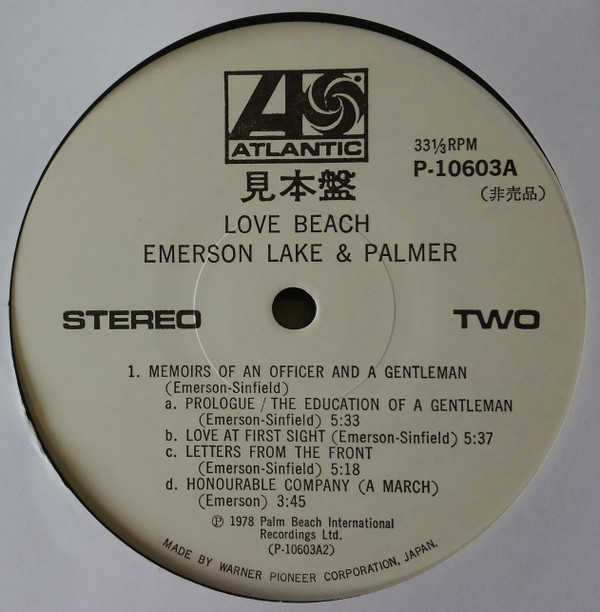 ATLANTIC
33⅓RPM
P-10603A
(非売品)
見本盤
LOVE BEACH
EMERSON LAKE & PALMER
STEREO
TWO
1. MEMOIRS OF AN OFFICER AND A GENTLEMAN
(Emerson-Sinfield)
a. PROLOGUE / THE EDUCATION OF A GENTLEMAN
(Emerson-Sinfield) 5:33
b. LOVE AT FIRST SIGHT (Emerson-Sinfield) 5:37
c. LETTERS FROM THE FRONT
(Emerson-Sinfield) 5:18
d. HONOURABLE COMPANY (A MARCH)
(Emerson) 3:45
℗ 1978 Palm Beach International
Recordings Ltd.
(P-10603A2)
MADE BY WARNER PIONEER CORPORATION, JAPAN.